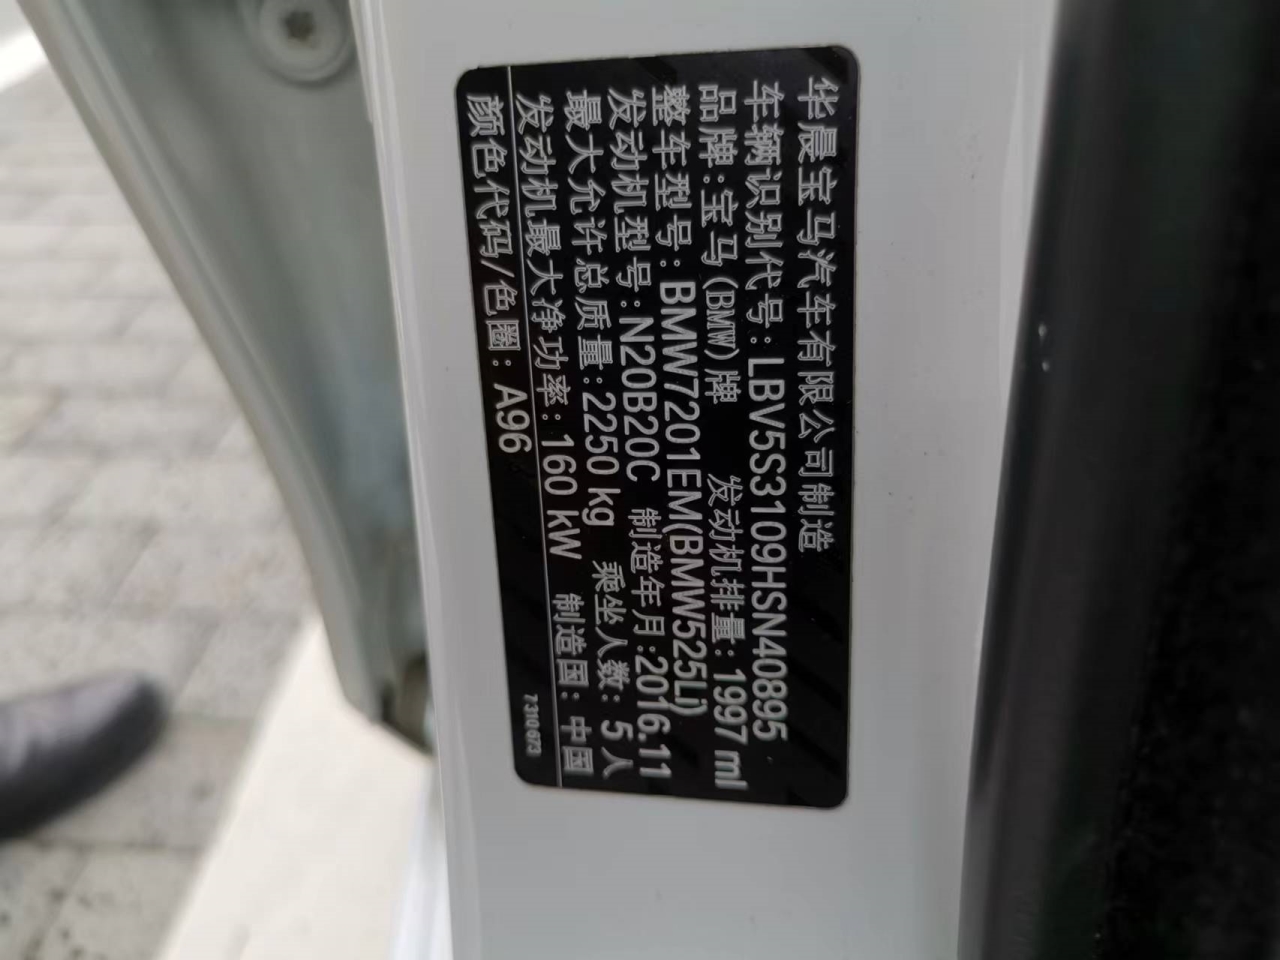 华晨宝马汽车有限公司制造
车辆识别代号：LBV5S3109HSN40895
品牌：宝马(BMW)牌 发动机排量：1997 ml
整车型号：BMW7201EM(BMW525Li)
发动机型号：N20B20C 制造年月：2016.11
最大允许总质量：2250 kg 乘坐人数：5人
发动机最大净功率：160 kW 制造国：中国
颜色代码/色圈：A96
7310673